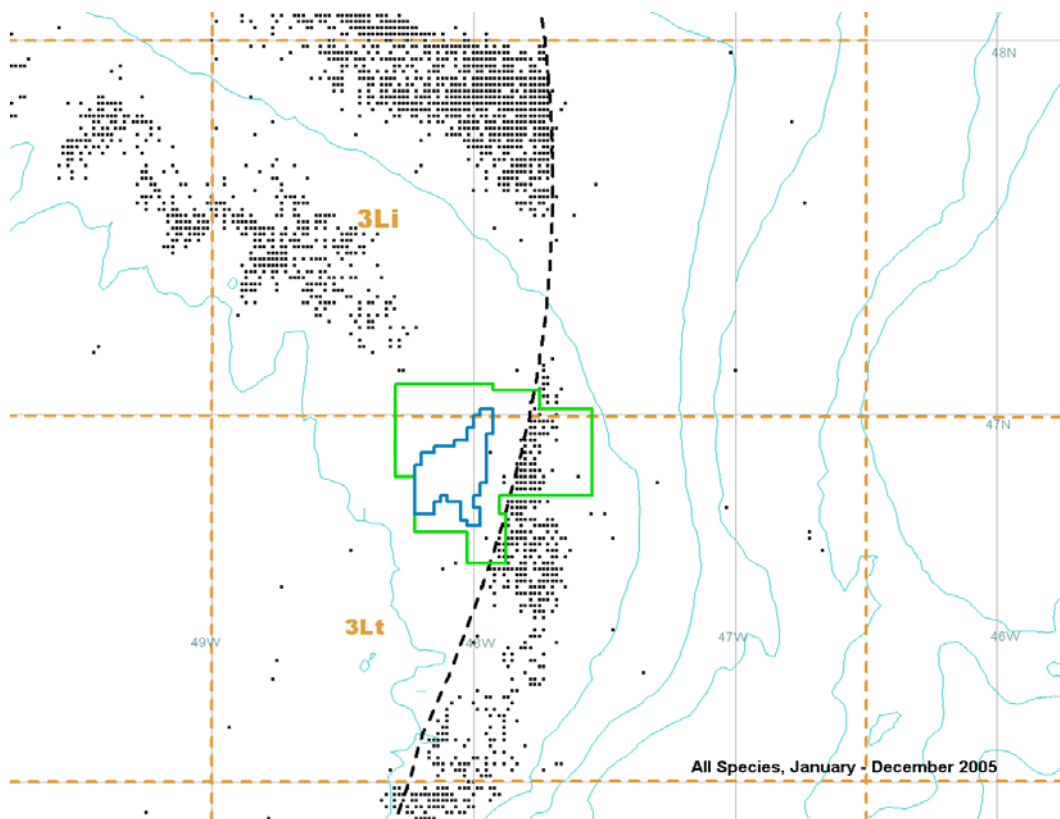 48N
3Li
47N
3Lt
49W
48W
47W
46W
All Species, January - December 2005